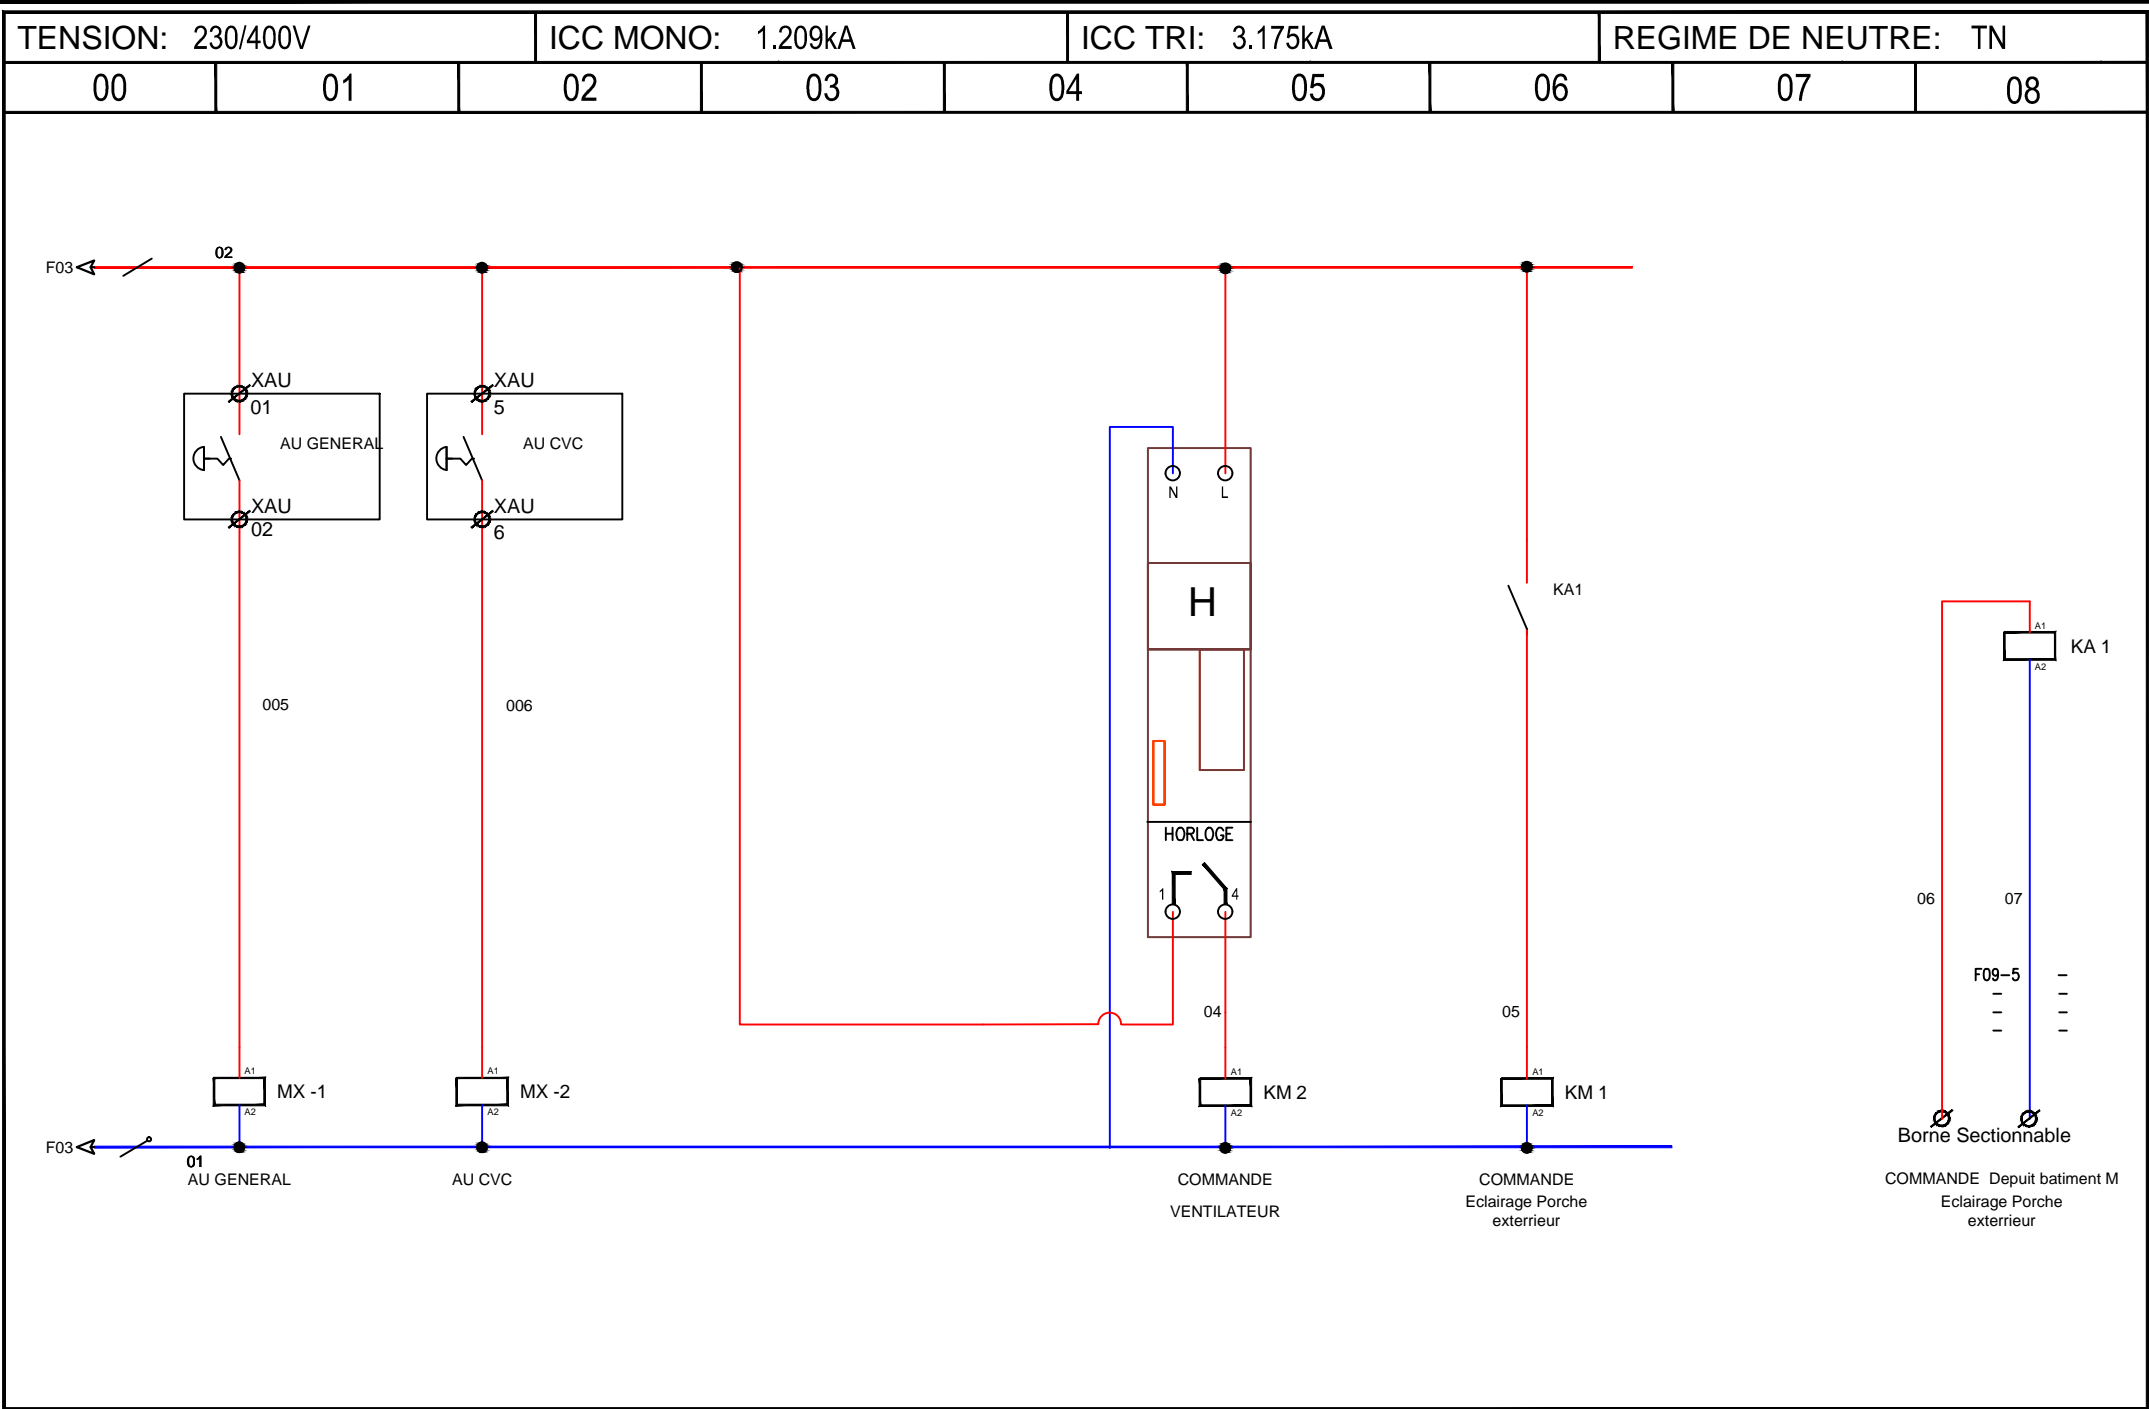 TENSION: 230/400V ICC MONO: 1.209kA ICC TRI: 3.175kA REGIME DE NEUTRE: TN
00 01 02 03 04 05 06 07 08
02
F03
XAU XAU
01 5
AU GENERAL AU CVC
XAU XAU
02 6
N L
H
KA1
A1
KA 1
A2
005 006
HORLOGE
1 4
06 07
F09-5
04 05
A1 A1 A1 A1
MX -1 MX -2 KM 2 KM 1
A2 A2 A2 A2
Borne Sectionnable
F03
01
AU GENERAL AU CVC COMMANDE COMMANDE COMMANDE Depuit batiment M
VENTILATEUR Eclairage Porche Eclairage Porche
exterrieur exterrieur